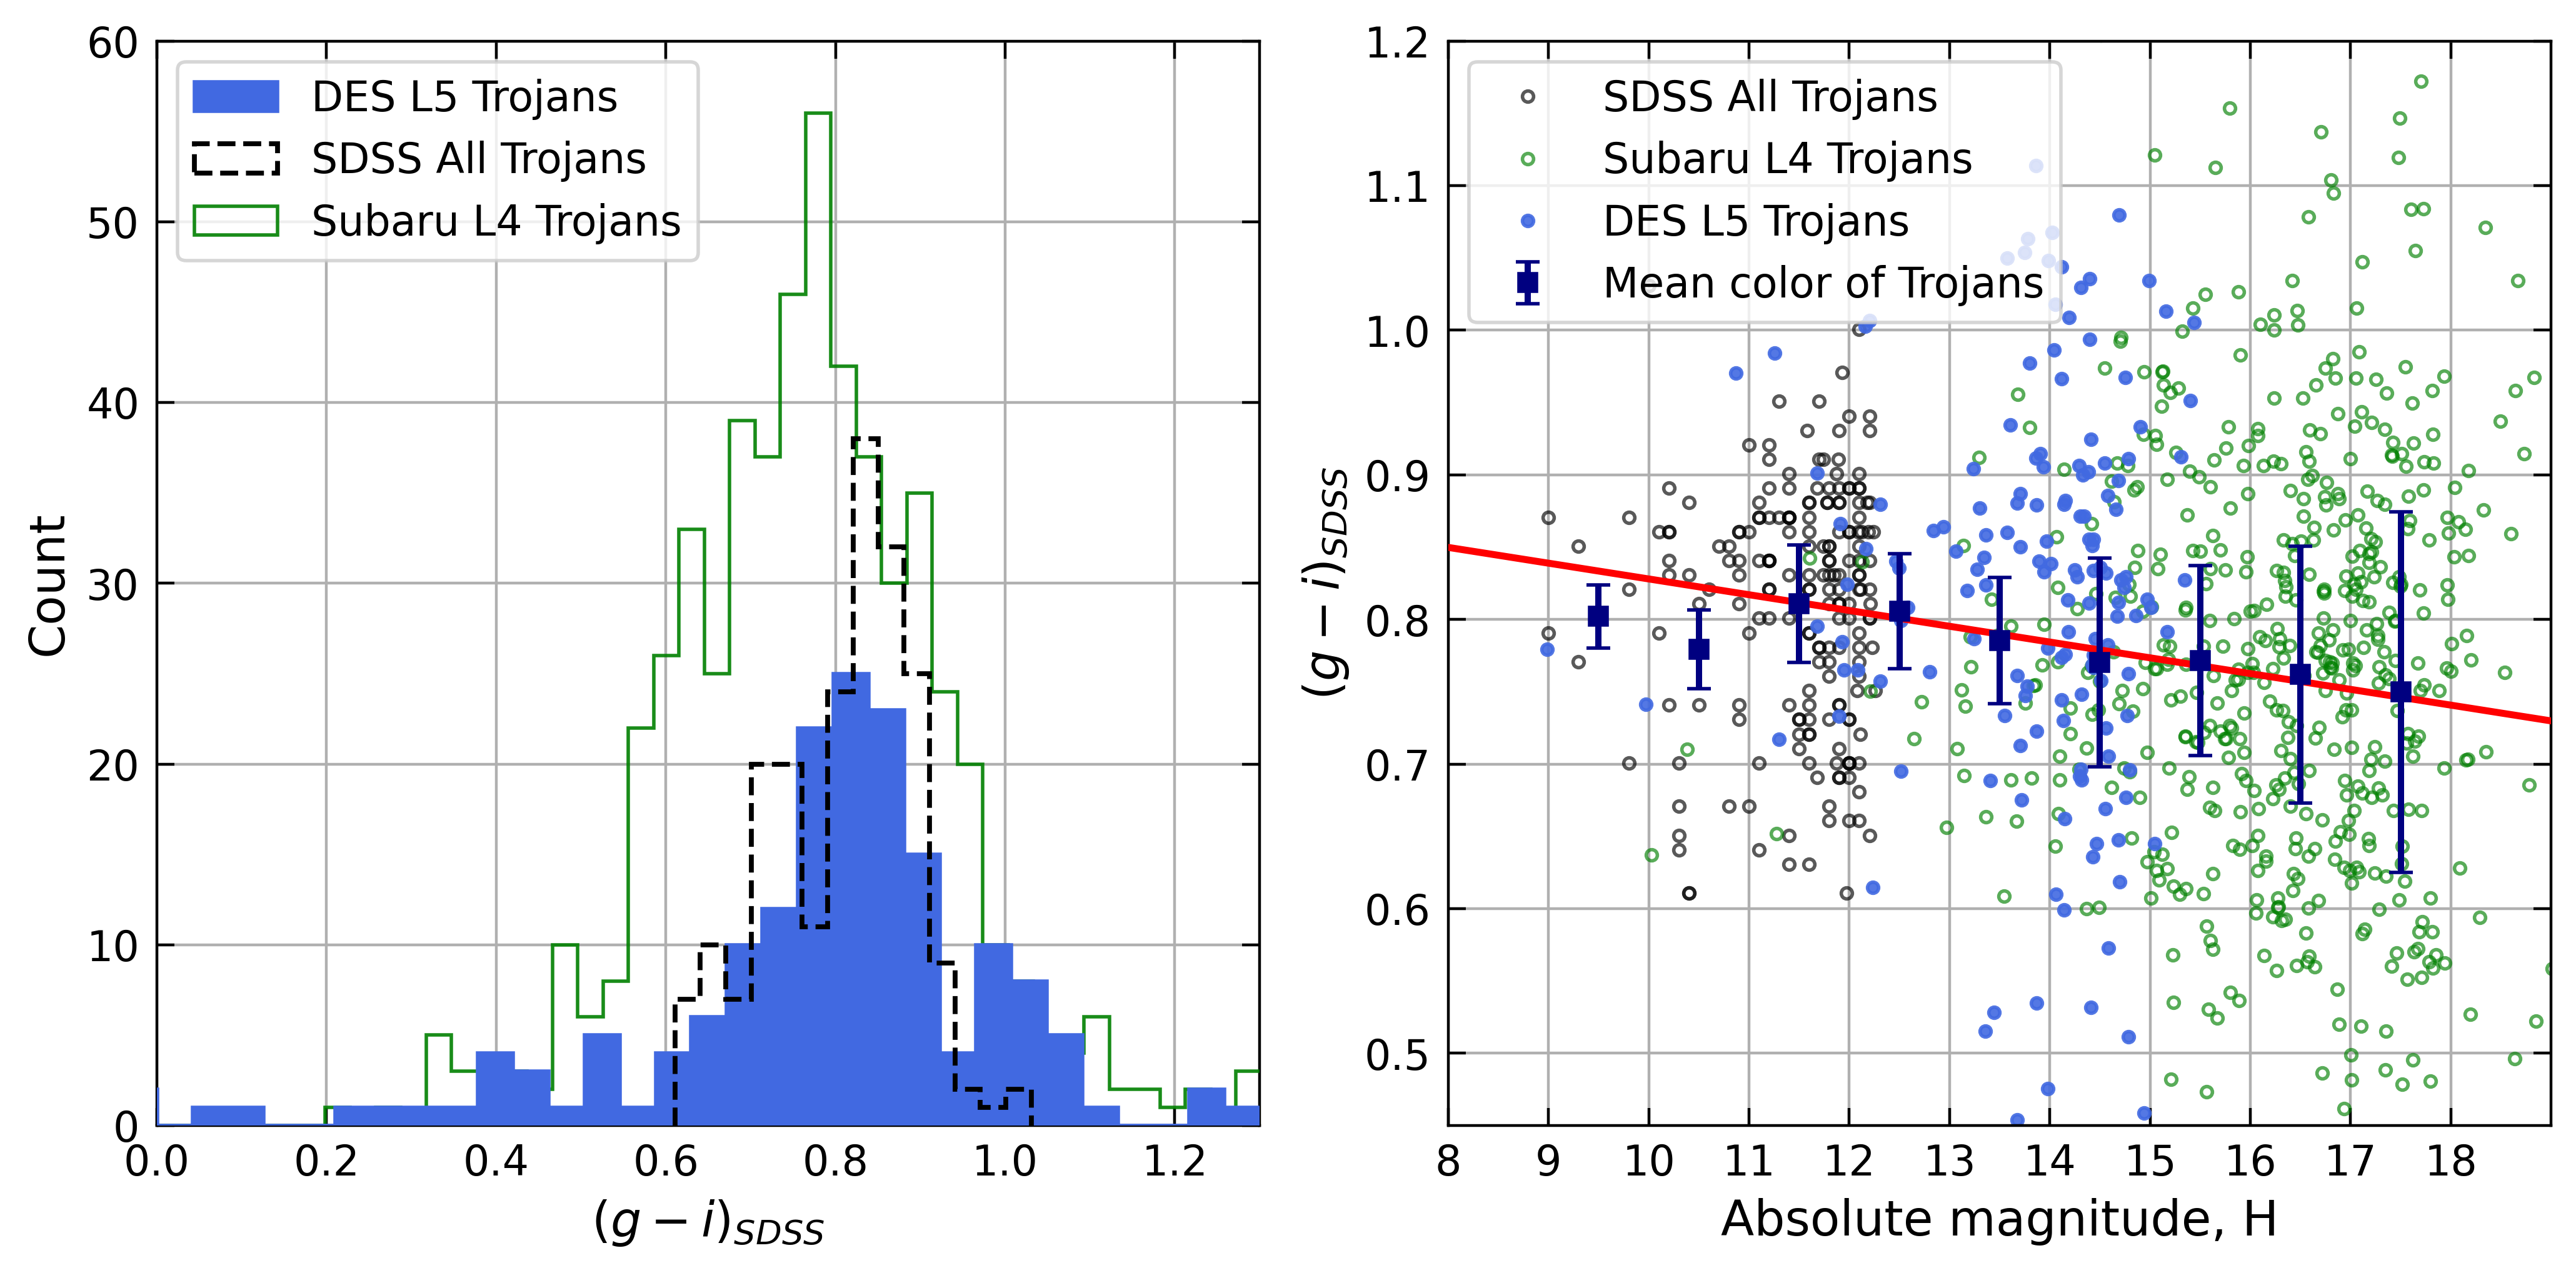 60
50
40
30
20
10
0
Count
DES L5 Trojans
SDSS All Trojans
Subaru L4 Trojans
0.0 0.2 0.4 0.6 0.8 1.0 1.2
(g − i)SDSS
1.2
1.1
1.0
0.9
0.8
0.7
0.6
0.5
(g − i)SDSS
SDSS All Trojans
Subaru L4 Trojans
DES L5 Trojans
Mean color of Trojans
8 9 10 11 12 13 14 15 16 17 18
Absolute magnitude, H